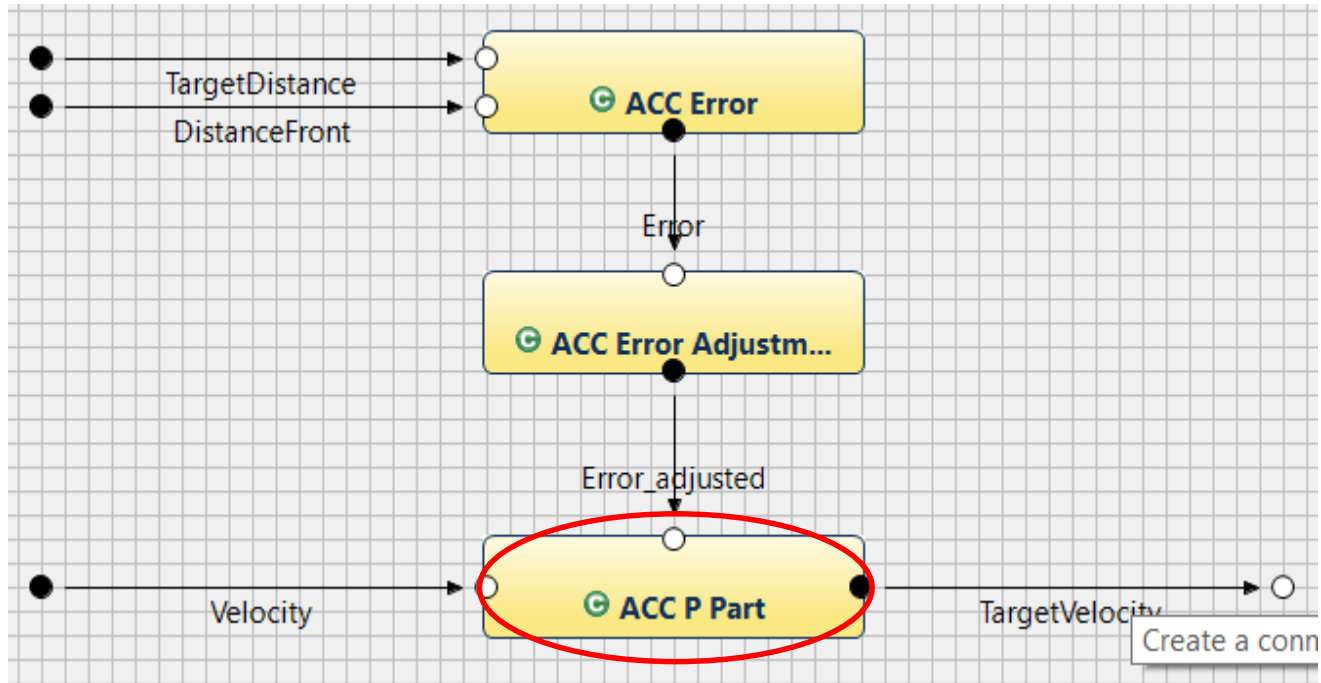 TargetDistance
ACC Error
DistanceFront
Error
ACC Error Adjustm...
Error_adjusted
Velocity
ACC P Part
TargetVelocity
Create a conn